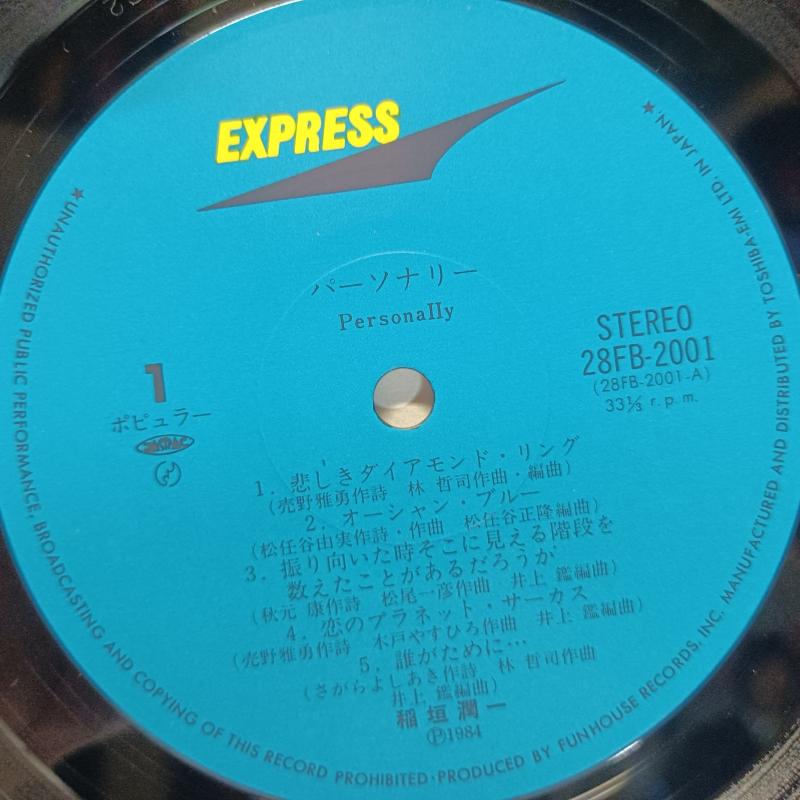 EXPRESS
パーソナリー
Personally
1
ポピュラー
JASRAC
STEREO
28FB-2001
(28FB-2001-A)
33⅓ r.p.m.
1. 悲しきダイアモンド・リング
(売野雅勇作詩 林 哲司作曲・編曲)
2. オーシャン・ブルー
(松任谷由実作詩・作曲 松任谷正隆編曲)
3. 振り向いた時そこに見える階段を
数えたことがあるだろうか
(秋元 康作詩 松尾一彦作曲 井上 鑑編曲)
4. 恋のプラネット・サーカス
(売野雅勇作詩 木戸やすひろ作曲 井上 鑑編曲)
5. 誰がために…
(さがらよしあき作詩 林 哲司作曲
井上 鑑編曲)
稲垣潤一
Ⓟ1984
★UNAUTHORIZED PUBLIC PERFORMANCE, BROADCASTING AND COPYING OF THIS RECORD PROHIBITED·PRODUCED BY FUNHOUSE RECORDS, INC. MANUFACTURED AND DISTRIBUTED BY TOSHIBA-EMI LTD. IN JAPAN.★